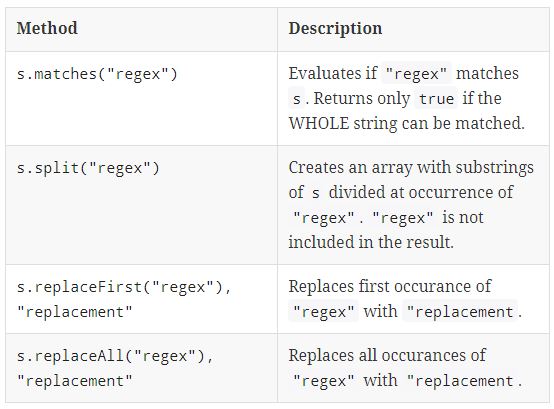 Method Description
s.matches("regex") Evaluates if "regex" matches
s. Returns only true if the
WHOLE string can be matched.
s.split("regex") Creates an array with substrings
of s divided at occurrence of
"regex". "regex" is not
included in the result.
s.replaceFirst("regex"), Replaces first occurance of
"replacement" "regex" with "replacement.
s.replaceAll("regex"), Replaces all occurances of
"replacement" "regex" with "replacement.